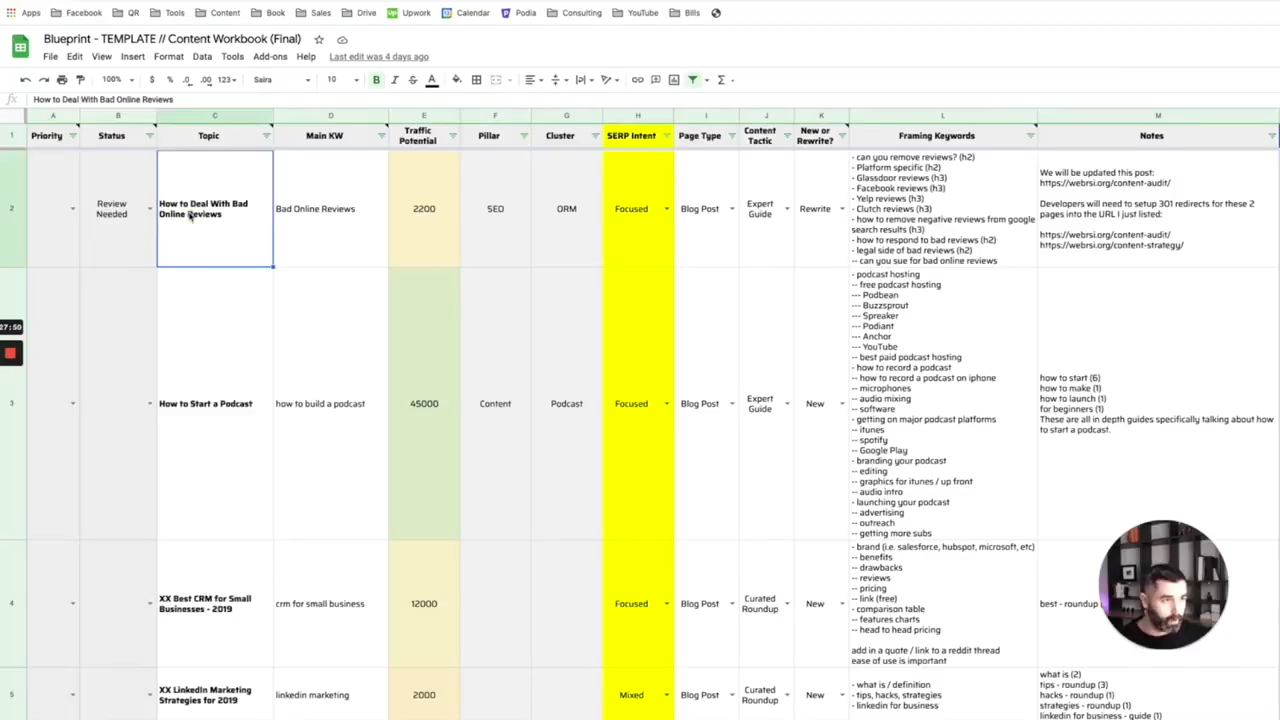 Apps Facebook QR Tools Content Book Sales Drive Upwork Calendar Podia Consulting YouTube Bills
Blueprint - TEMPLATE // Content Workbook (Final)
File Edit View Insert Format Data Tools Add-ons Help Last edit was 4 days ago
100% $ % .0 .00 123 Saira 10 B I S A
fx How to Deal With Bad Online Reviews
A B C D E F G H I J K L M
1 Priority Status Topic Main KW Traffic Potential Pillar Cluster SERP Intent Page Type Content Tactic New or Rewrite? Framing Keywords Notes
2
Review
Needed
How to Deal With Bad
Online Reviews
Bad Online Reviews
2200
SEO
ORM
Focused
Blog Post
Expert
Guide
Rewrite
- can you remove reviews? (h2)
- Platform specific (h2)
- Glassdoor reviews (h3)
- Facebook reviews (h3)
- Yelp reviews (h3)
- Clutch reviews (h3)
- how to remove negative reviews from google
search results (h3)
- how to respond to bad reviews (h2)
- legal side of bad reviews (h2)
-- can you sue for bad online reviews
We will be updated this post:
https://webrsi.org/content-audit/
Developers will need to setup 301 redirects for these 2
pages into the URL I just listed:
https://webrsi.org/content-audit/
https://webrsi.org/content-strategy/
27:50
3
How to Start a Podcast
how to build a podcast
45000
Content
Podcast
Focused
Blog Post
Expert
Guide
New
- podcast hosting
-- free podcast hosting
--- Podbean
--- Buzzsprout
--- Spreaker
--- Podiant
--- Anchor
--- YouTube
-- best paid podcast hosting
- how to record a podcast
-- how to record a podcast on iphone
-- microphones
-- audio mixing
-- software
- getting on major podcast platforms
-- itunes
-- spotify
-- Google Play
- branding your podcast
-- editing
-- graphics for itunes / up front
-- audio intro
- launching your podcast
-- advertising
-- outreach
-- getting more subs
how to start (6)
how to make (1)
how to launch (1)
for beginners (1)
These are all in depth guides specifically talking about how
to start a podcast.
4
XX Best CRM for Small
Businesses - 2019
crm for small business
12000
Focused
Blog Post
Curated
Roundup
New
- brand (i.e. salesforce, hubspot, microsoft, etc)
-- benefits
-- drawbacks
-- reviews
-- pricing
-- link (free)
- comparison table
-- features charts
-- head to head pricing
add in a quote / link to a reddit thread
ease of use is important
best - roundup
5
XX LinkedIn Marketing
Strategies for 2019
linkedin marketing
2000
Mixed
Blog Post
Curated
Roundup
New
- what is / definition
- tips, hacks, strategies
- linkedin for business
what is (2)
tips - roundup (3)
hacks - roundup (1)
strategies - roundup (1)
linkedin for business - guide (1)